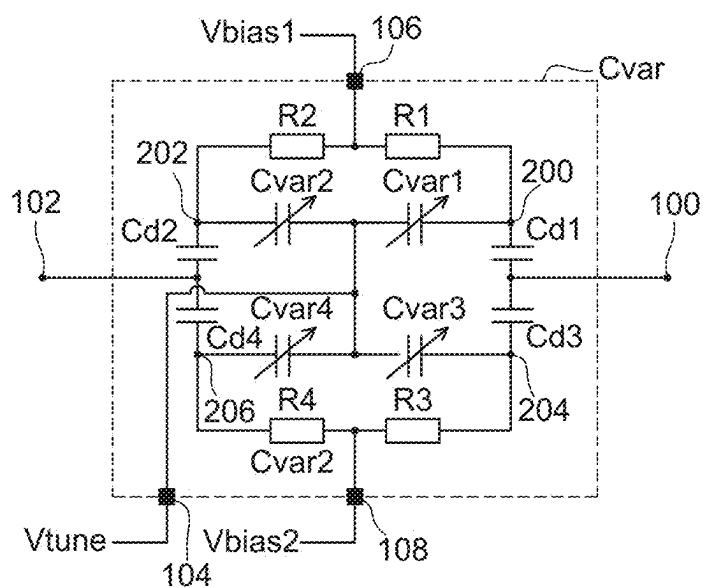 Vbias1
106
Cvar
R2
R1
202
Cvar2
Cvar1
200
102
Cd2
Cd1
100
Cvar4
Cvar3
Cd4
Cd3
206
R4
R3
204
Cvar2
Vtune
104
Vbias2
108